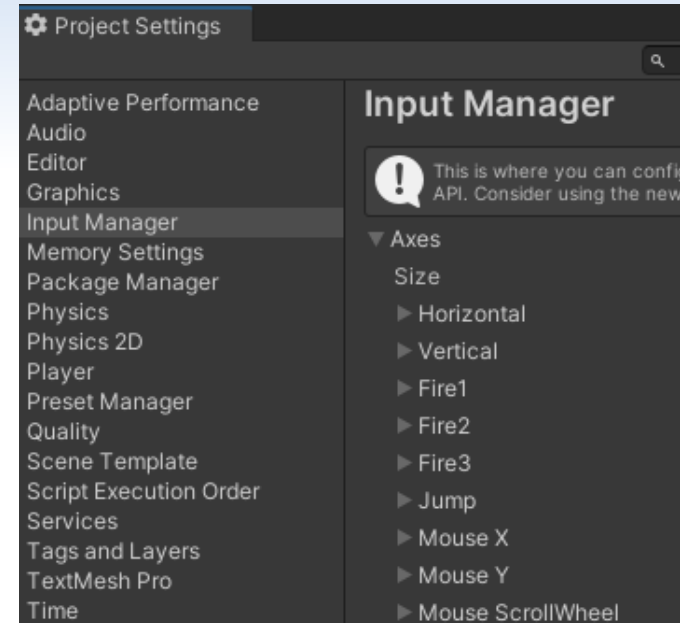 Project Settings
Adaptive Performance
Audio
Editor
Graphics
Input Manager
Memory Settings
Package Manager
Physics
Physics 2D
Player
Preset Manager
Quality
Scene Template
Script Execution Order
Services
Tags and Layers
TextMesh Pro
Time
Input Manager
This is where you can config
API. Consider using the new
Axes
Size
Horizontal
Vertical
Fire1
Fire2
Fire3
Jump
Mouse X
Mouse Y
Mouse ScrollWheel